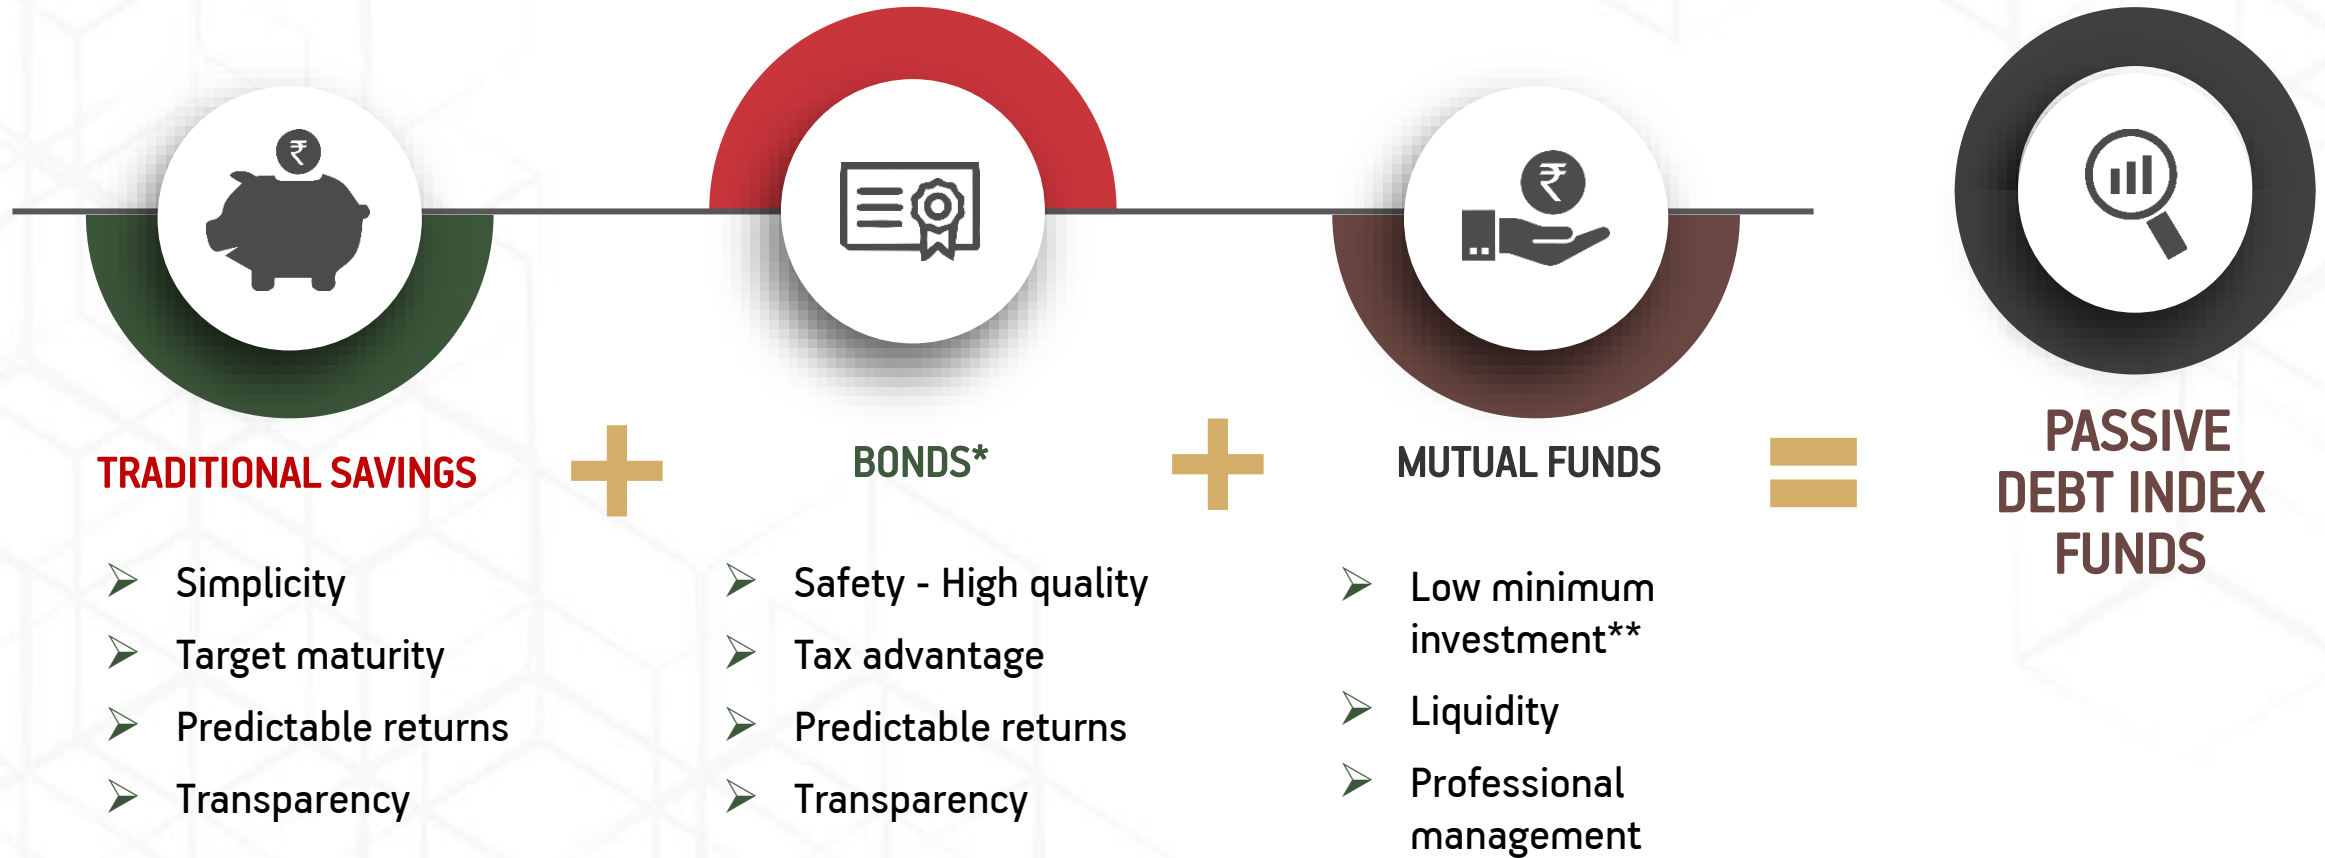 ₹
₹
TRADITIONAL SAVINGS
Simplicity
Target maturity
Predictable returns
Transparency
+
BONDS*
Safety - High quality
Tax advantage
Predictable returns
Transparency
+
MUTUAL FUNDS
Low minimum
investment**
Liquidity
Professional
management
=
PASSIVE
DEBT INDEX
FUNDS